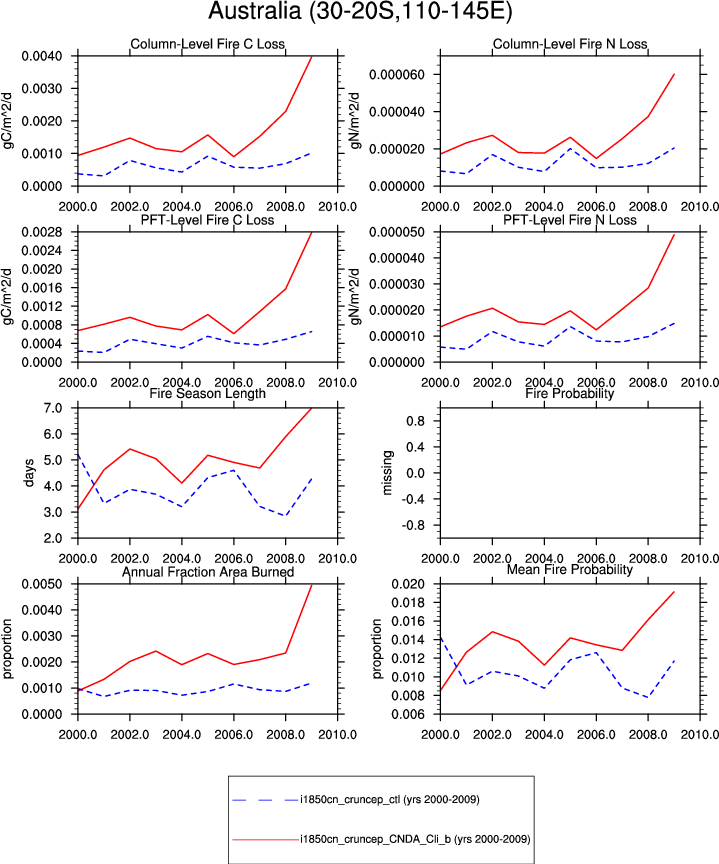 Australia (30-20S,110-145E)
Column-Level Fire C Loss
gC/m^2/d
0.0040
0.0030
0.0020
0.0010
0.0000
2000.0 2002.0 2004.0 2006.0 2008.0 2010.0
Column-Level Fire N Loss
gN/m^2/d
0.000060
0.000040
0.000020
0.000000
2000.0 2002.0 2004.0 2006.0 2008.0 2010.0
PFT-Level Fire C Loss
gC/m^2/d
0.0028
0.0024
0.0020
0.0016
0.0012
0.0008
0.0004
0.0000
2000.0 2002.0 2004.0 2006.0 2008.0 2010.0
PFT-Level Fire N Loss
gN/m^2/d
0.000050
0.000040
0.000030
0.000020
0.000010
0.000000
2000.0 2002.0 2004.0 2006.0 2008.0 2010.0
Fire Season Length
days
7.0
6.0
5.0
4.0
3.0
2.0
2000.0 2002.0 2004.0 2006.0 2008.0 2010.0
Fire Probability
missing
0.8
0.4
0.0
-0.4
-0.8
2000.0 2002.0 2004.0 2006.0 2008.0 2010.0
Annual Fraction Area Burned
proportion
0.0050
0.0040
0.0030
0.0020
0.0010
0.0000
2000.0 2002.0 2004.0 2006.0 2008.0 2010.0
Mean Fire Probability
proportion
0.020
0.018
0.016
0.014
0.012
0.010
0.008
0.006
2000.0 2002.0 2004.0 2006.0 2008.0 2010.0
i1850cn_cruncep_ctl (yrs 2000-2009)
i1850cn_cruncep_CNDA_Cli_b (yrs 2000-2009)